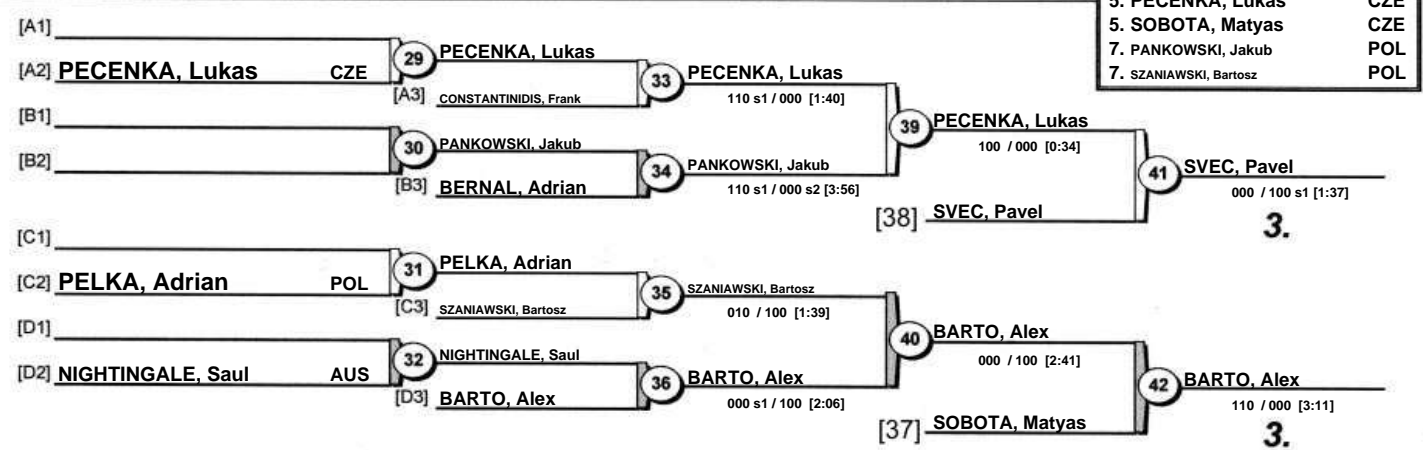 5. PECENKA, Lukas CZE
5. SOBOTA, Matyas CZE
7. PANKOWSKI, Jakub POL
7. SZANIAWSKI, Bartosz POL
[A1]
[A2] PECENKA, Lukas CZE
29 PECENKA, Lukas
[A3] CONSTANTINIDIS, Frank
33 PECENKA, Lukas
110 s1 / 000 [1:40]
[B1]
[B2]
30 PANKOWSKI, Jakub
[B3] BERNAL, Adrian
34 PANKOWSKI, Jakub
110 s1 / 000 s2 [3:56]
39 PECENKA, Lukas
100 / 000 [0:34]
[38] SVEC, Pavel
41 SVEC, Pavel
000 / 100 s1 [1:37]
3.
[C1]
[C2] PELKA, Adrian POL
31 PELKA, Adrian
[C3] SZANIAWSKI, Bartosz
35 SZANIAWSKI, Bartosz
010 / 100 [1:39]
[D1]
[D2] NIGHTINGALE, Saul AUS
32 NIGHTINGALE, Saul
[D3] BARTO, Alex
36 BARTO, Alex
000 s1 / 100 [2:06]
40 BARTO, Alex
000 / 100 [2:41]
[37] SOBOTA, Matyas
42 BARTO, Alex
110 / 000 [3:11]
3.